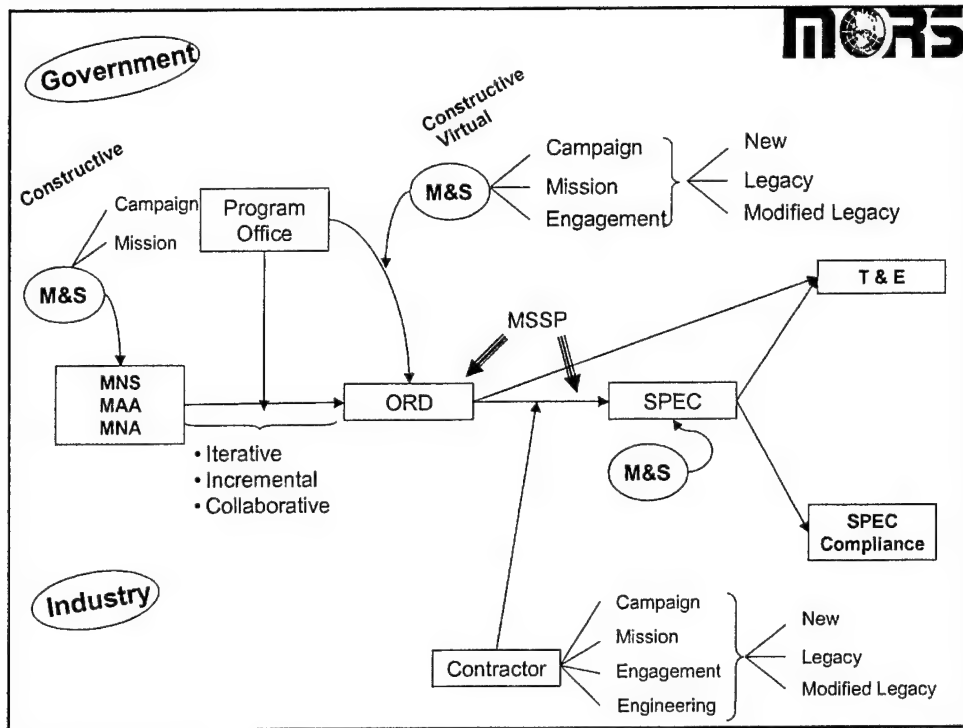 MORS
Government
Constructive
Virtual
Constructive
Campaign
Mission
Engagement
M&S
New
Legacy
Modified Legacy
Campaign
Mission
Program
Office
M&S
T & E
MSSP
MNS
MAA
MNA
ORD
SPEC
• Iterative
• Incremental
• Collaborative
M&S
SPEC
Compliance
Industry
Contractor
Campaign
Mission
Engagement
Engineering
New
Legacy
Modified Legacy